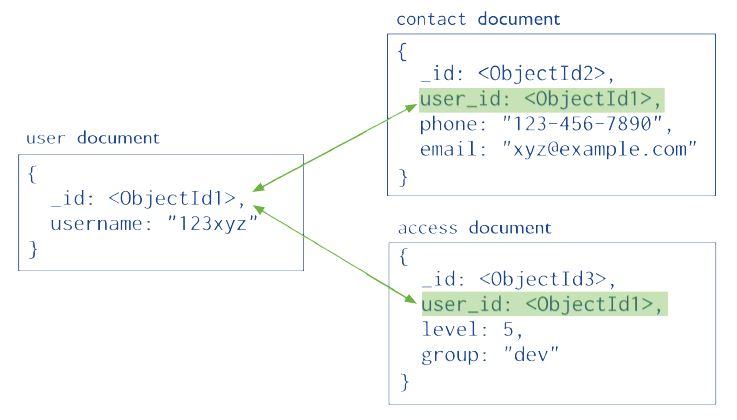 user document
{
_id: <ObjectId1>,
username: "123xyz"
}
contact document
{
_id: <ObjectId2>,
user_id: <ObjectId1>,
phone: "123-456-7890",
email: "xyz@example.com"
}
access document
{
_id: <ObjectId3>,
user_id: <ObjectId1>,
level: 5,
group: "dev"
}